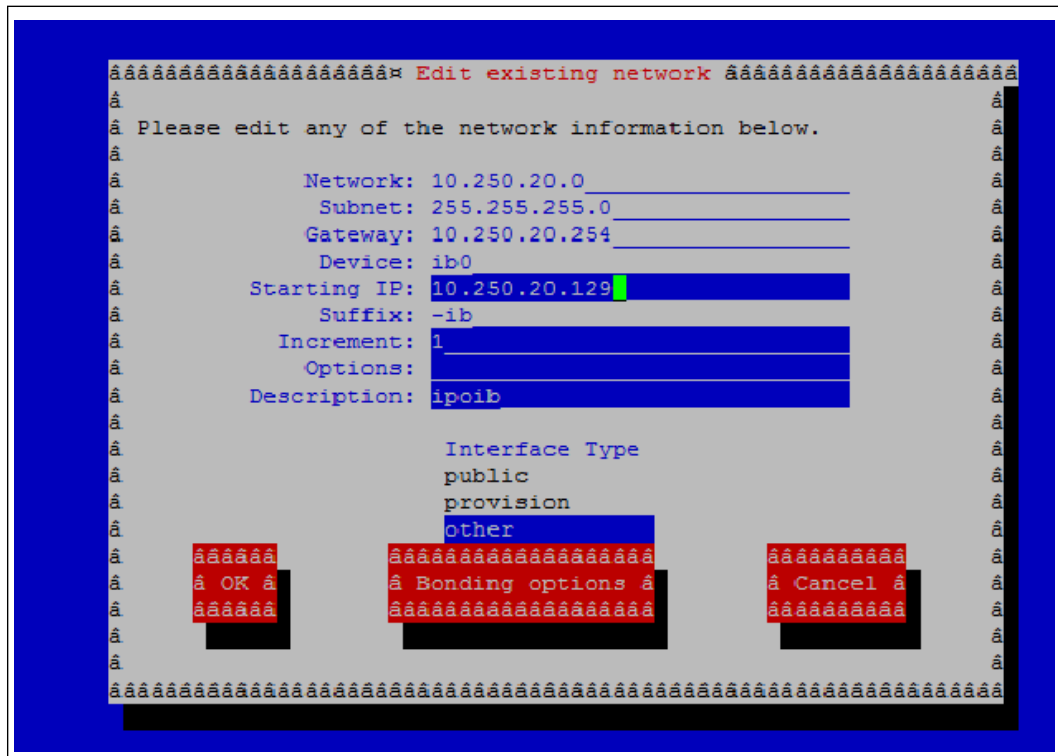 Edit existing network
Please edit any of the network information below.
Network: 10.250.20.0
Subnet: 255.255.255.0
Gateway: 10.250.20.254
Device: ib0
Starting IP: 10.250.20.129
Suffix: -ib
Increment: 1
Options:
Description: ipoib
Interface Type
public
provision
other
OK Bonding options Cancel